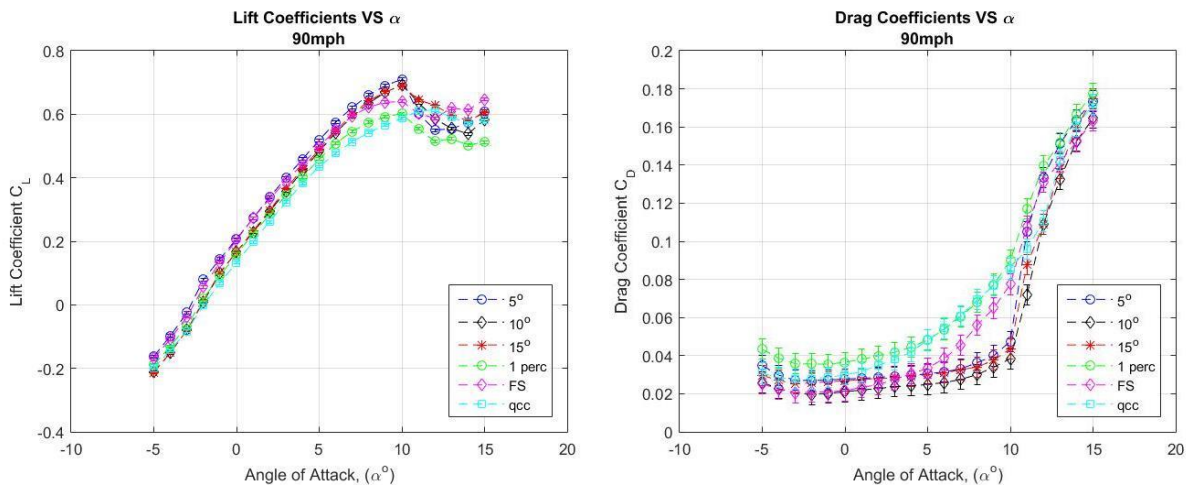 Lift Coefficients VS α
90mph
Lift Coefficient C_L
0.8
0.6
0.4
0.2
0
-0.2
-0.4
-10
-5
0
5
10
15
20
Angle of Attack, (α°)
5°
10°
15°
1 perc
FS
qcc
Drag Coefficients VS α
90mph
Drag Coefficient C_D
0.2
0.18
0.16
0.14
0.12
0.1
0.08
0.06
0.04
0.02
0
-10
-5
0
5
10
15
20
Angle of Attack, (α°)
5°
10°
15°
1 perc
FS
qcc